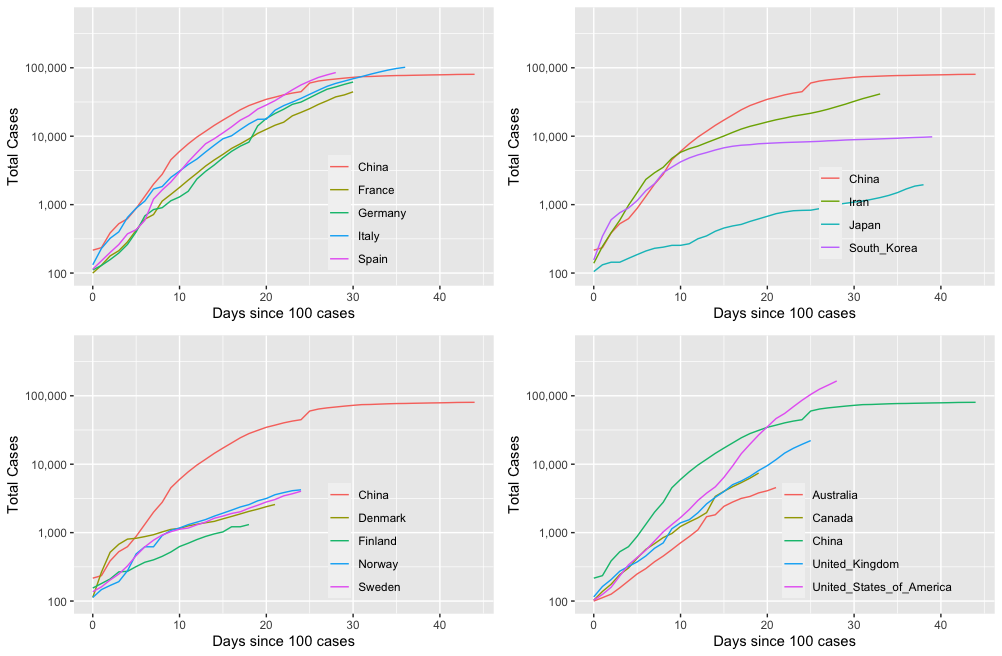 Total Cases
100,000
10,000
1,000
100
China
France
Germany
Italy
Spain
0 10 20 30 40
Days since 100 cases
Total Cases
100,000
10,000
1,000
100
China
Iran
Japan
South_Korea
0 10 20 30 40
Days since 100 cases
Total Cases
100,000
10,000
1,000
100
China
Denmark
Finland
Norway
Sweden
0 10 20 30 40
Days since 100 cases
Total Cases
100,000
10,000
1,000
100
Australia
Canada
China
United_Kingdom
United_States_of_America
0 10 20 30 40
Days since 100 cases